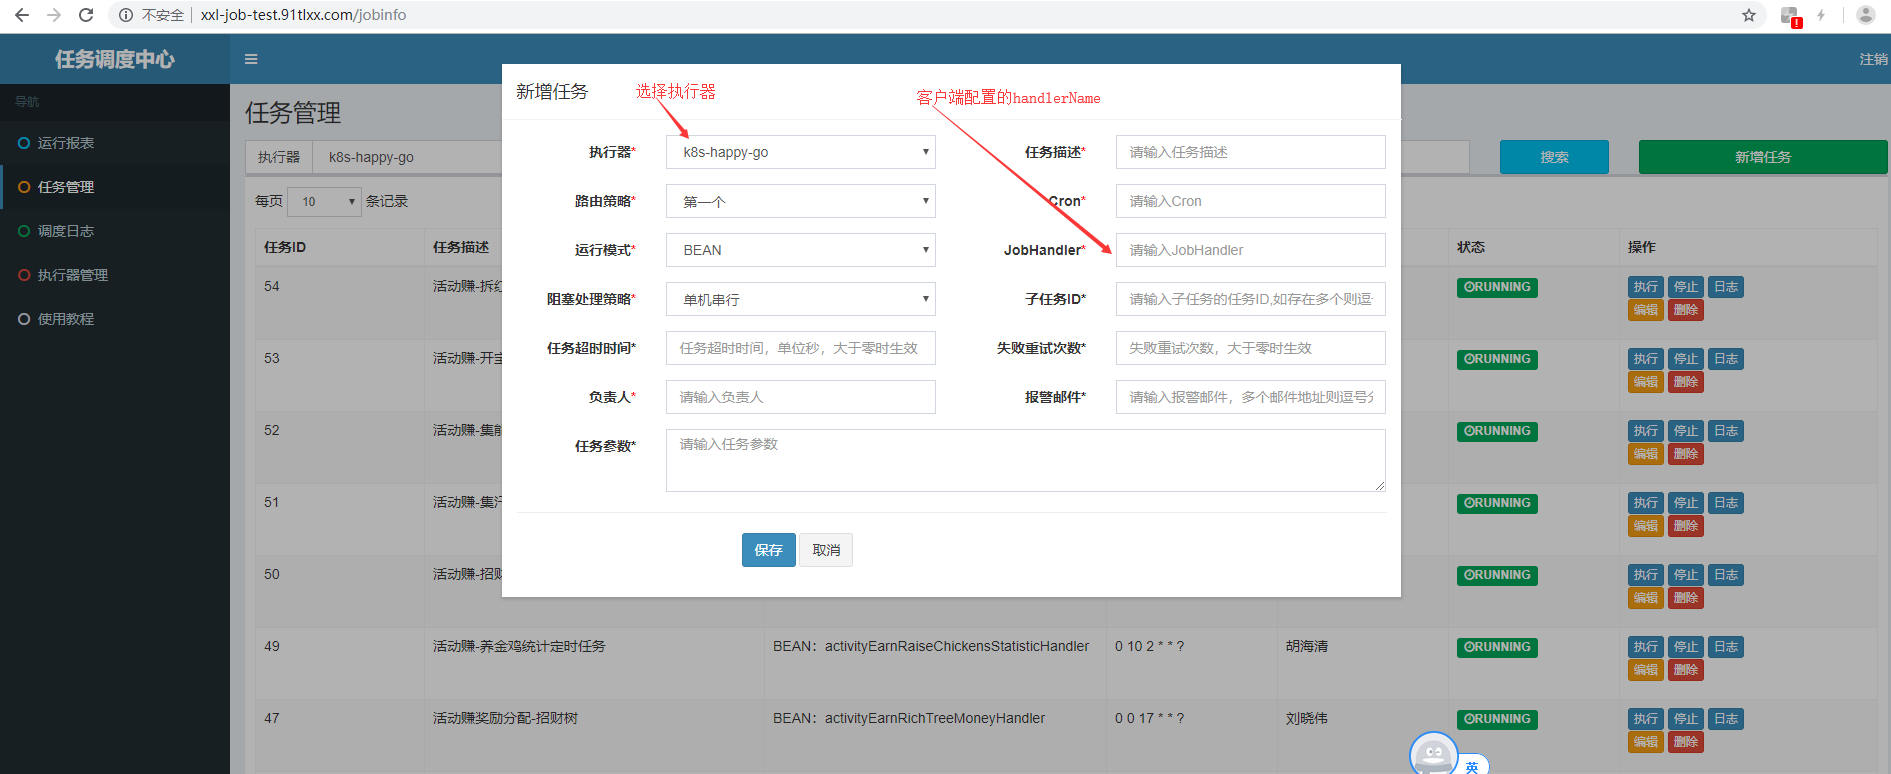 不安全 | xxl-job-test.91tlxx.com/jobinfo
任务调度中心
注销
导航
运行报表
任务管理
调度日志
执行器管理
使用教程
任务管理
执行器 k8s-happy-go
搜索
新增任务
每页 10 条记录
任务ID 任务描述 状态 操作
54 活动赚-拆红 RUNNING 执行 停止 日志
编辑 删除
53 活动赚-开宝 RUNNING 执行 停止 日志
编辑 删除
52 活动赚-集能 RUNNING 执行 停止 日志
编辑 删除
51 活动赚-集汗 RUNNING 执行 停止 日志
编辑 删除
50 活动赚-招财 RUNNING 执行 停止 日志
编辑 删除
49 活动赚-养金鸡统计定时任务 BEAN：activityEarnRaiseChickensStatisticHandler 0 10 2 * * ? 胡海清 RUNNING 执行 停止 日志
编辑 删除
47 活动赚奖励分配-招财树 BEAN：activityEarnRichTreeMoneyHandler 0 0 17 * * ? 刘晓伟 RUNNING 执行 停止 日志
编辑 删除
新增任务
选择执行器
客户端配置的handlerName
执行器* k8s-happy-go
任务描述* 请输入任务描述
路由策略* 第一个
Cron* 请输入Cron
运行模式* BEAN
JobHandler* 请输入JobHandler
阻塞处理策略* 单机串行
子任务ID* 请输入子任务的任务ID,如存在多个则逗
任务超时时间* 任务超时时间，单位秒，大于零时生效
失败重试次数* 失败重试次数，大于零时生效
负责人* 请输入负责人
报警邮件* 请输入报警邮件，多个邮件地址则逗号
任务参数* 请输入任务参数
保存 取消
英